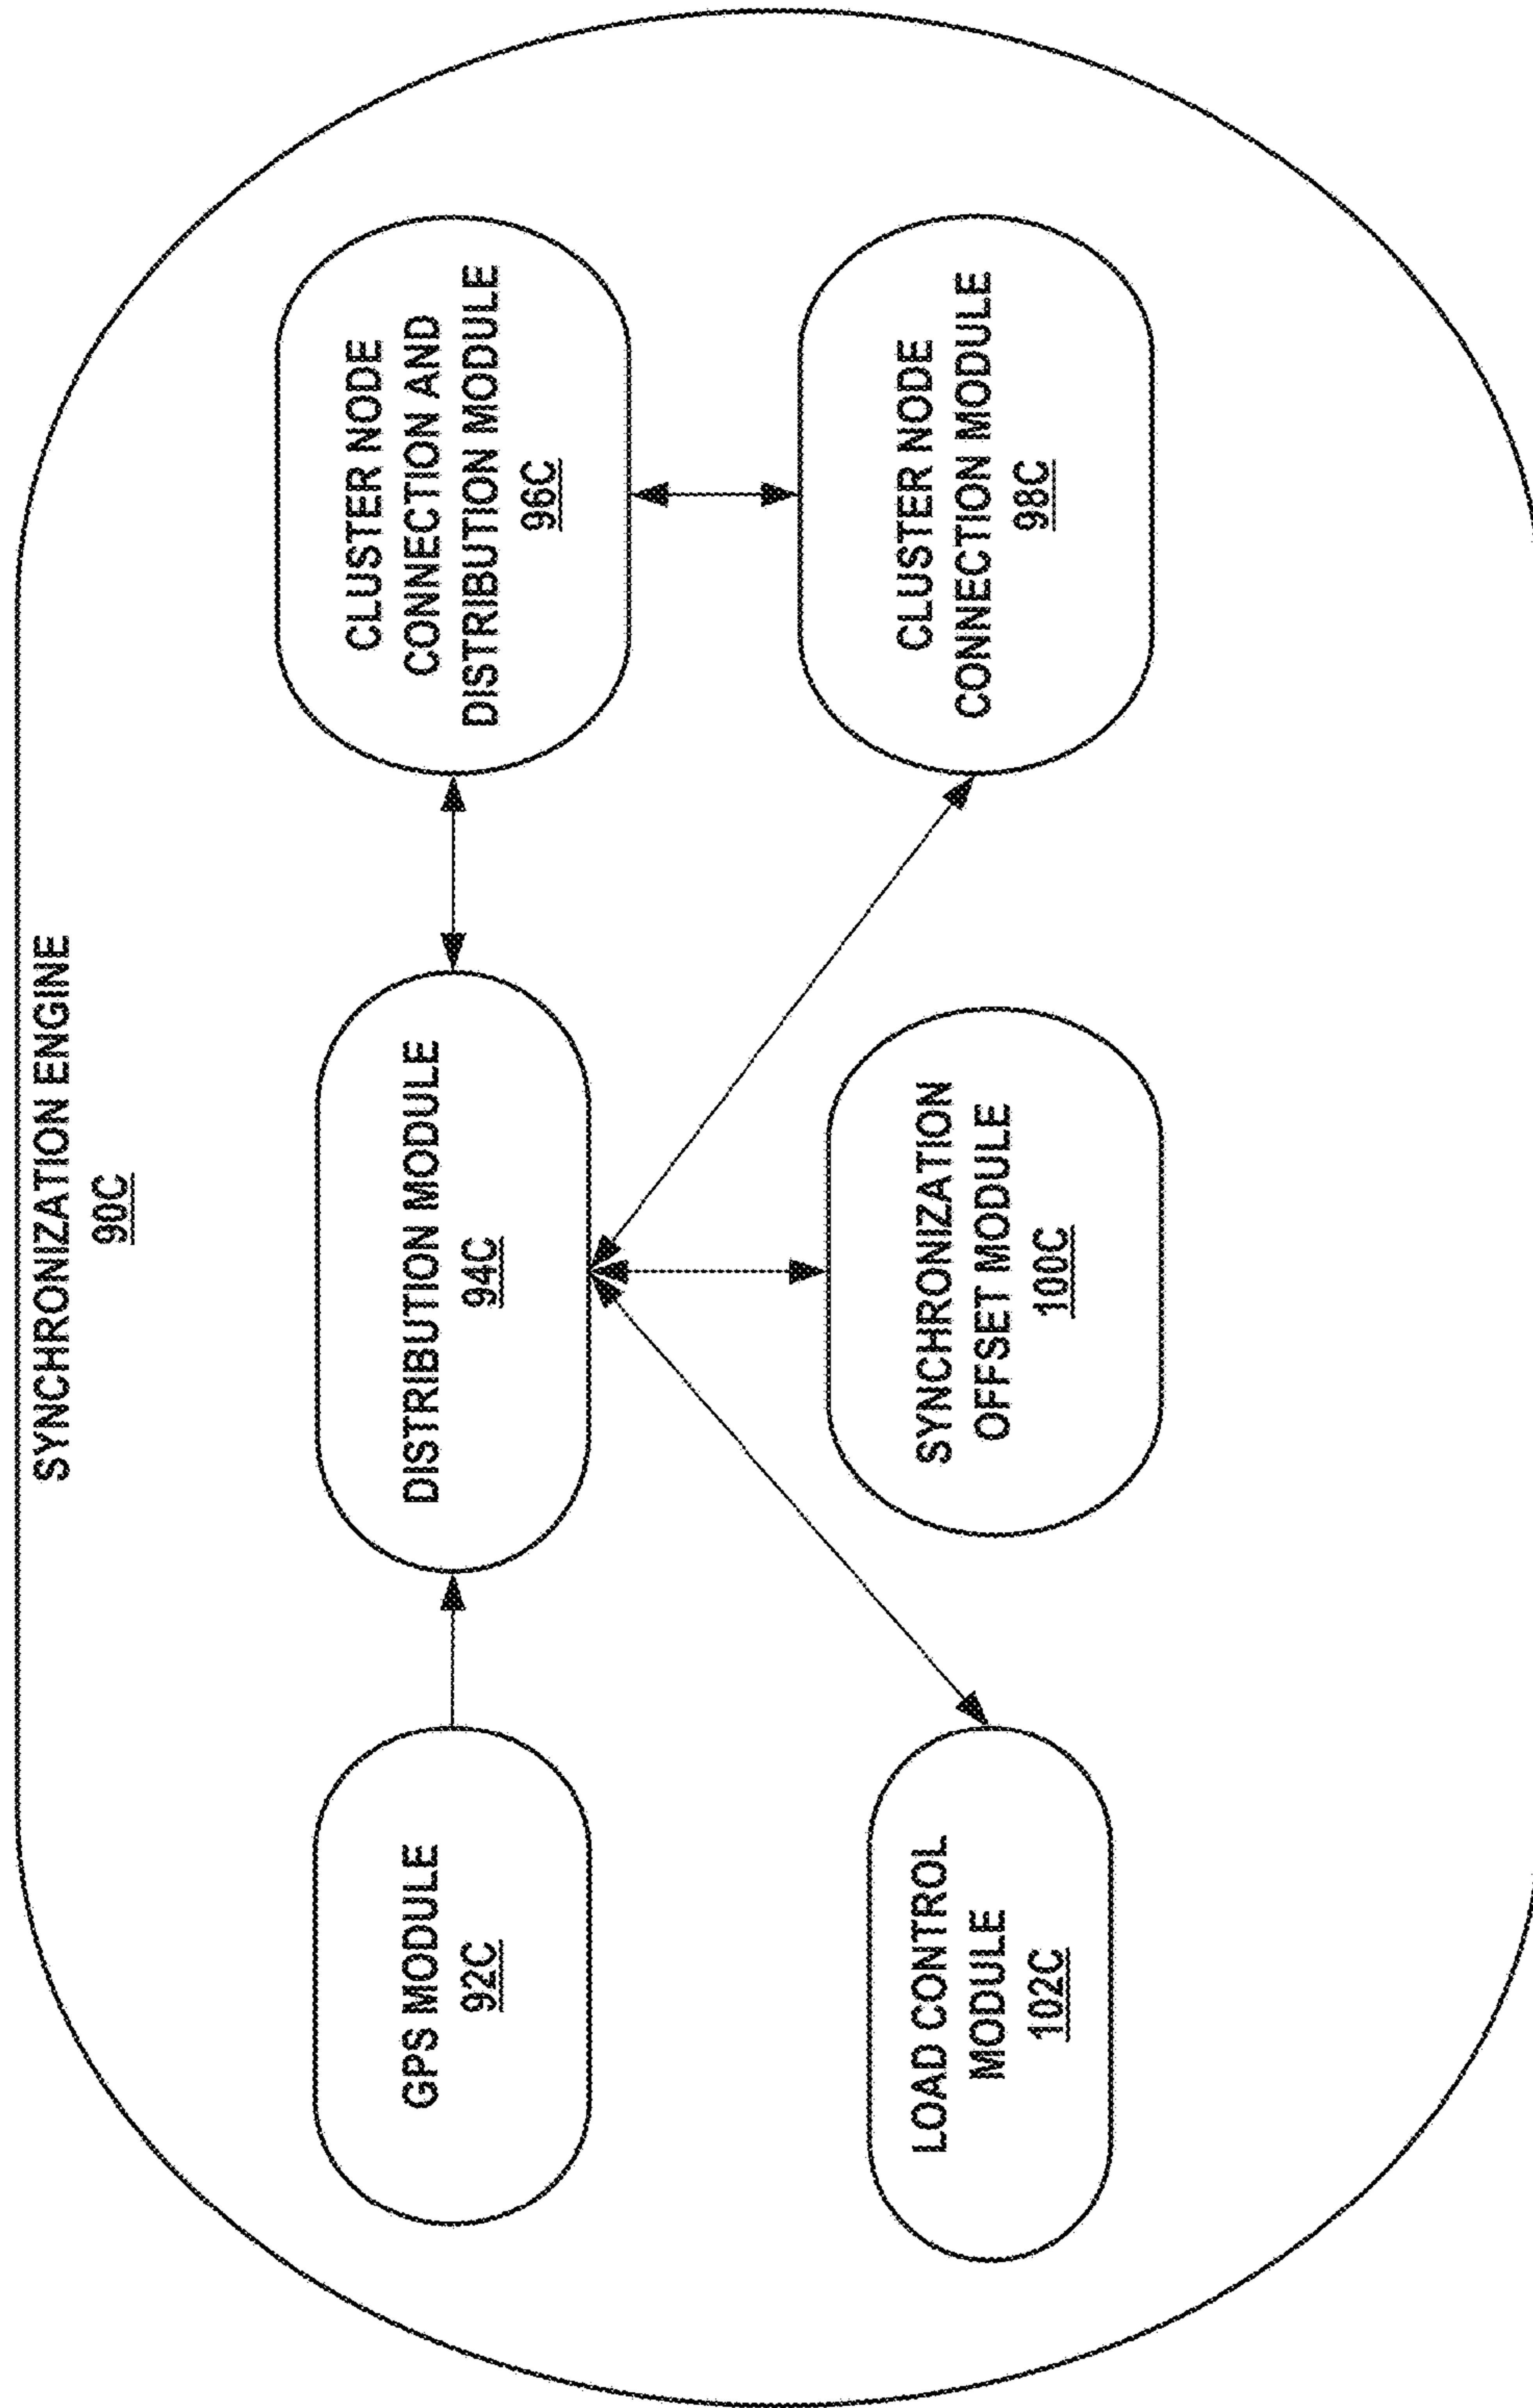 SYNCHRONIZATION ENGINE
90C
GPS MODULE
92C
DISTRIBUTION MODULE
94C
CLUSTER NODE
CONNECTION AND
DISTRIBUTION MODULE
96C
LOAD CONTROL
MODULE
102C
SYNCHRONIZATION
OFFSET MODULE
100C
CLUSTER NODE
CONNECTION MODULE
98C